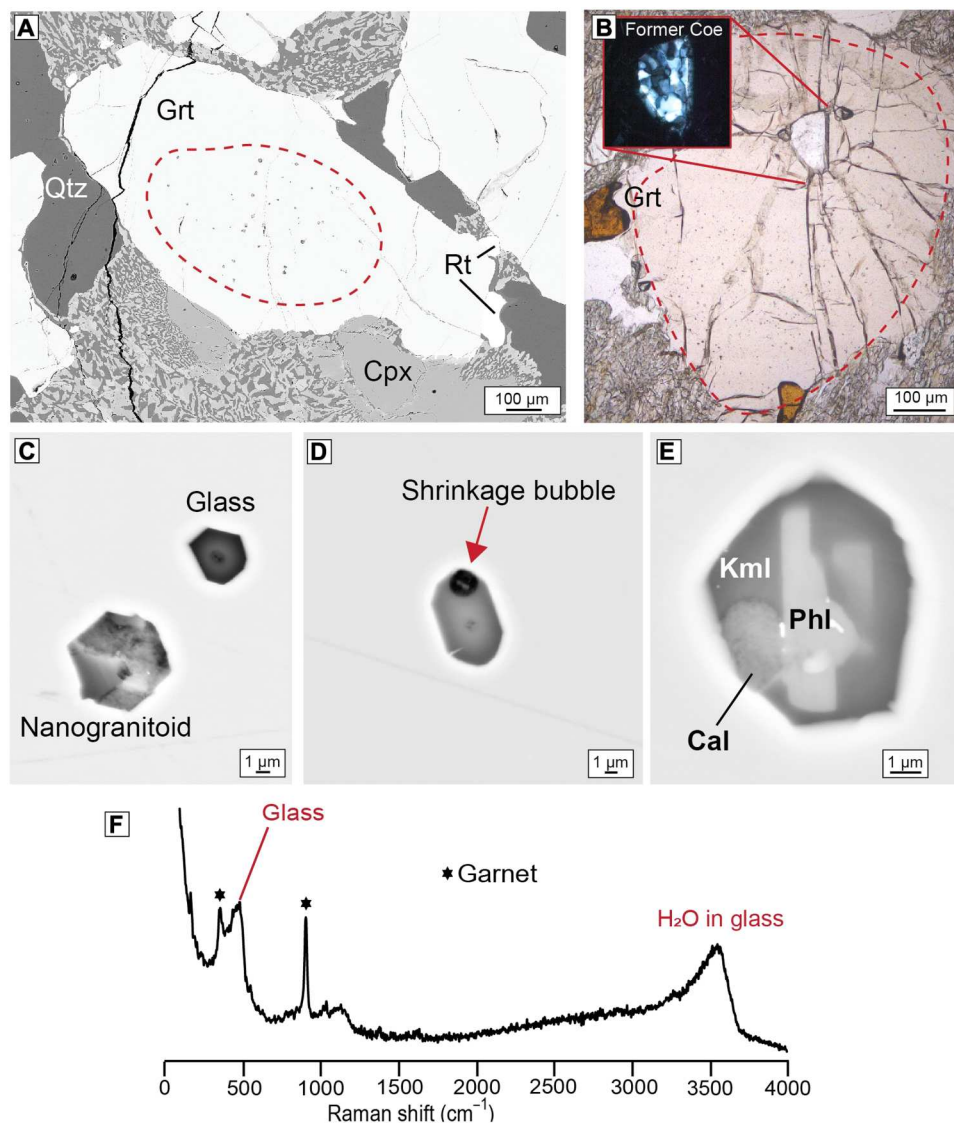 A
Grt
Qtz
Rt
Cpx
100 µm
B
Former Coe
Grt
100 µm
C
Glass
Nanogranitoid
1 µm
D
Shrinkage bubble
1 µm
E
Kml
Phl
Cal
1 µm
F
Glass
Garnet
H₂O in glass
0 500 1000 1500 2000 2500 3000 3500 4000
Raman shift (cm⁻¹)